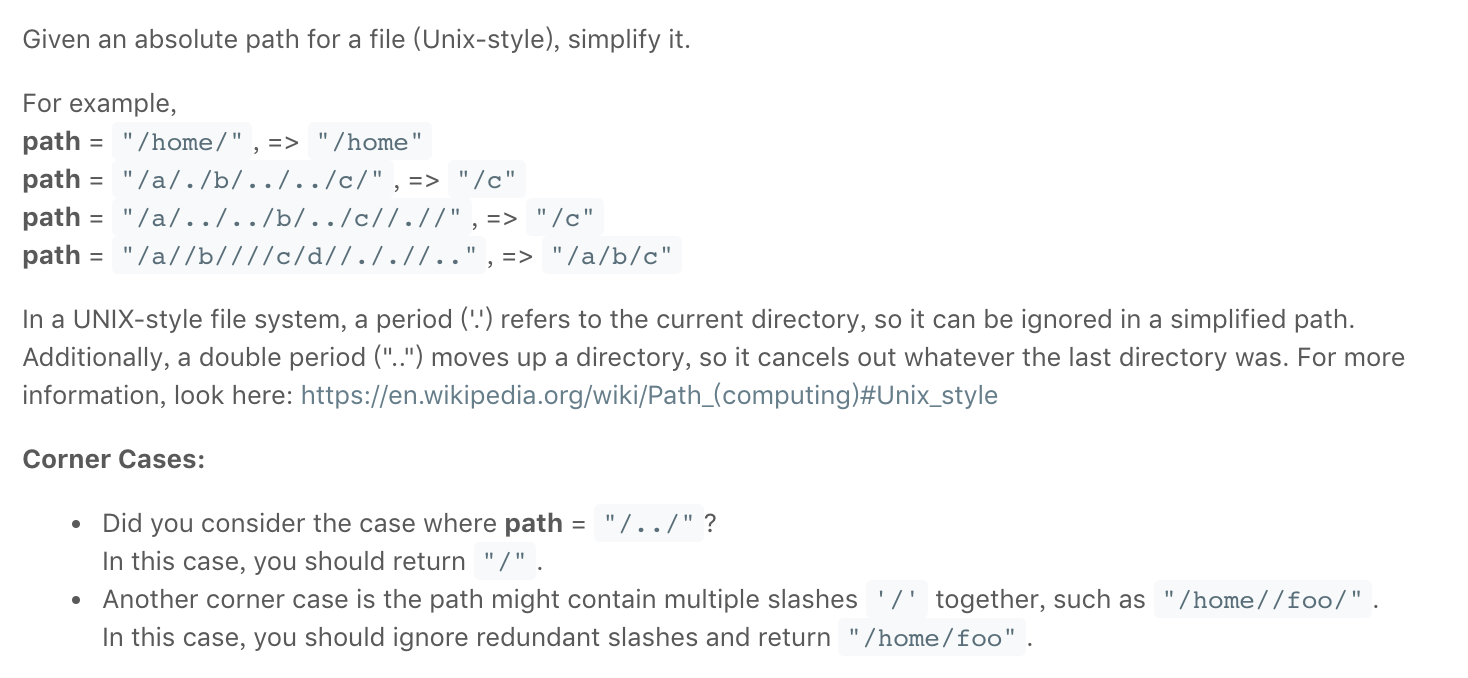 Given an absolute path for a file (Unix-style), simplify it.
For example,
path = "/home/" , => "/home"
path = "/a/./b/../../c/" , => "/c"
path = "/a/../../b/../c//.//" , => "/c"
path = "/a//b////c/d//././/.." , => "/a/b/c"
In a UNIX-style file system, a period ('.') refers to the current directory, so it can be ignored in a simplified path.
Additionally, a double period ("..") moves up a directory, so it cancels out whatever the last directory was. For more
information, look here: https://en.wikipedia.org/wiki/Path_(computing)#Unix_style
Corner Cases:
• Did you consider the case where path = "/../" ?
In this case, you should return "/" .
• Another corner case is the path might contain multiple slashes '/' together, such as "/home//foo/" .
In this case, you should ignore redundant slashes and return "/home/foo" .